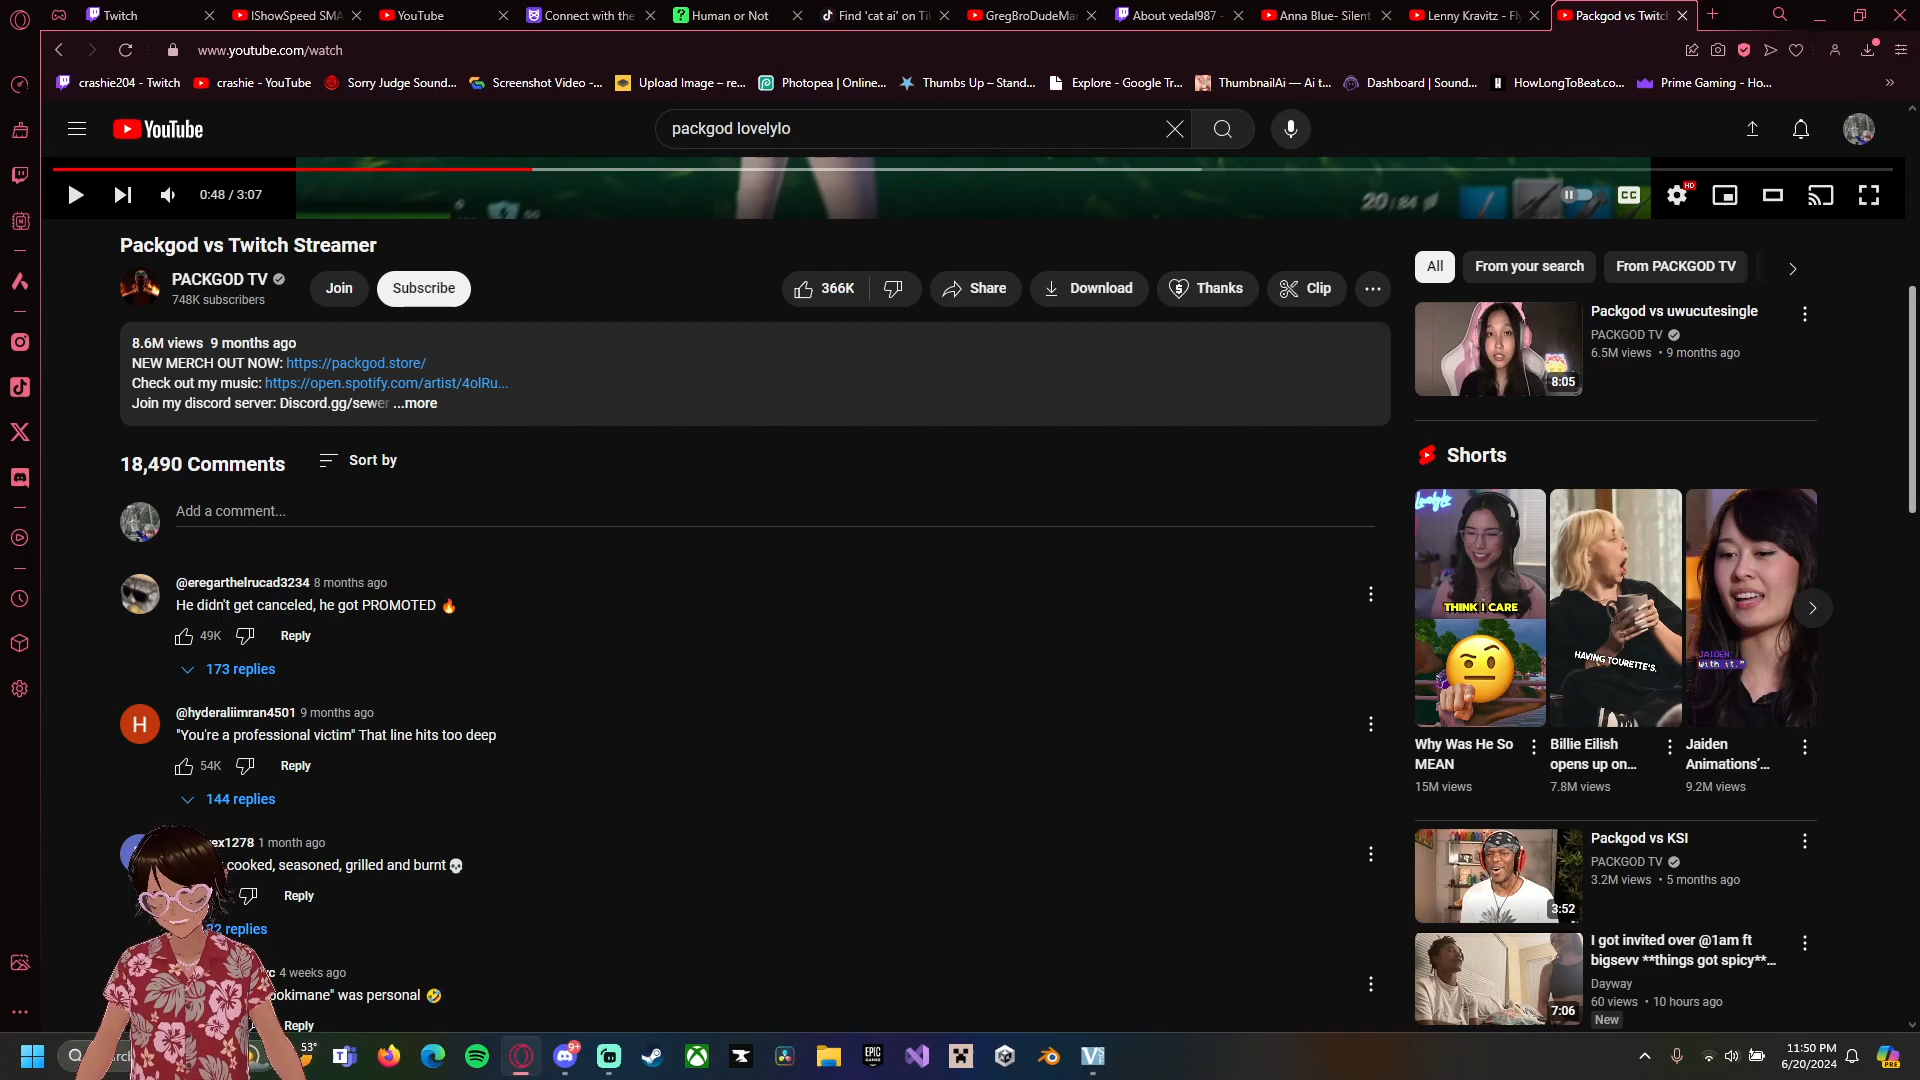 Twitch
IShowSpeed SMA
YouTube
Connect with the
Human or Not
Find 'cat ai' on Ti
GregBroDudeMa
About vedal987 -
Anna Blue- Silent
Lenny Kravitz - Fl
Packgod vs Twitc
www.youtube.com/watch
crashie204 - Twitch
crashie - YouTube
Sorry Judge Sound...
Screenshot Video -...
Upload Image – re...
Photopea | Online...
Thumbs Up – Stand...
Explore - Google Tr...
ThumbnailAi — Ai t...
Dashboard | Sound...
HowLongToBeat.co...
Prime Gaming - Ho...
YouTube
packgod lovelylo
0:48 / 3:07
20/84
CC
HD
Packgod vs Twitch Streamer
PACKGOD TV
748K subscribers
Join
Subscribe
366K
Share
Download
Thanks
Clip
8.6M views 9 months ago
NEW MERCH OUT NOW: https://packgod.store/
Check out my music: https://open.spotify.com/artist/4olRu...
Join my discord server: Discord.gg/sewer ...more
18,490 Comments
Sort by
Add a comment...
@eregarthelrucad3234 8 months ago
He didn't get canceled, he got PROMOTED 🔥
49K
Reply
173 replies
H
@hyderaliimran4501 9 months ago
"You're a professional victim" That line hits too deep
54K
Reply
144 replies
ex1278 1 month ago
cooked, seasoned, grilled and burnt 💀
Reply
replies
4 weeks ago
okimane" was personal 🤣
Reply
All
From your search
From PACKGOD TV
8:05
Packgod vs uwucutesingle
PACKGOD TV
6.5M views • 9 months ago
Shorts
THINK I CARE
HAVING TOURETTE'S.
JAIDEN:
with it."
Why Was He So MEAN
15M views
Billie Eilish opens up on...
7.8M views
Jaiden Animations'...
9.2M views
3:52
Packgod vs KSI
PACKGOD TV
3.2M views • 5 months ago
7:06
I got invited over @1am ft
bigsevv **things got spicy**...
Dayway
60 views • 10 hours ago
New
53°
9+
EPIC GAMES
11:50 PM
6/20/2024
PRE